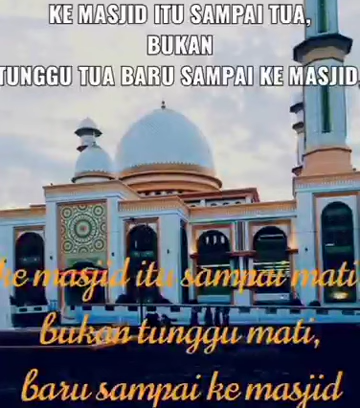 KE MASJID ITU SAMPAI TUA,
BUKAN
TUNGGU TUA BARU SAMPAI KE MASJID,
ke masjid itu sampai mati
bukan tunggu mati,
baru sampai ke masjid